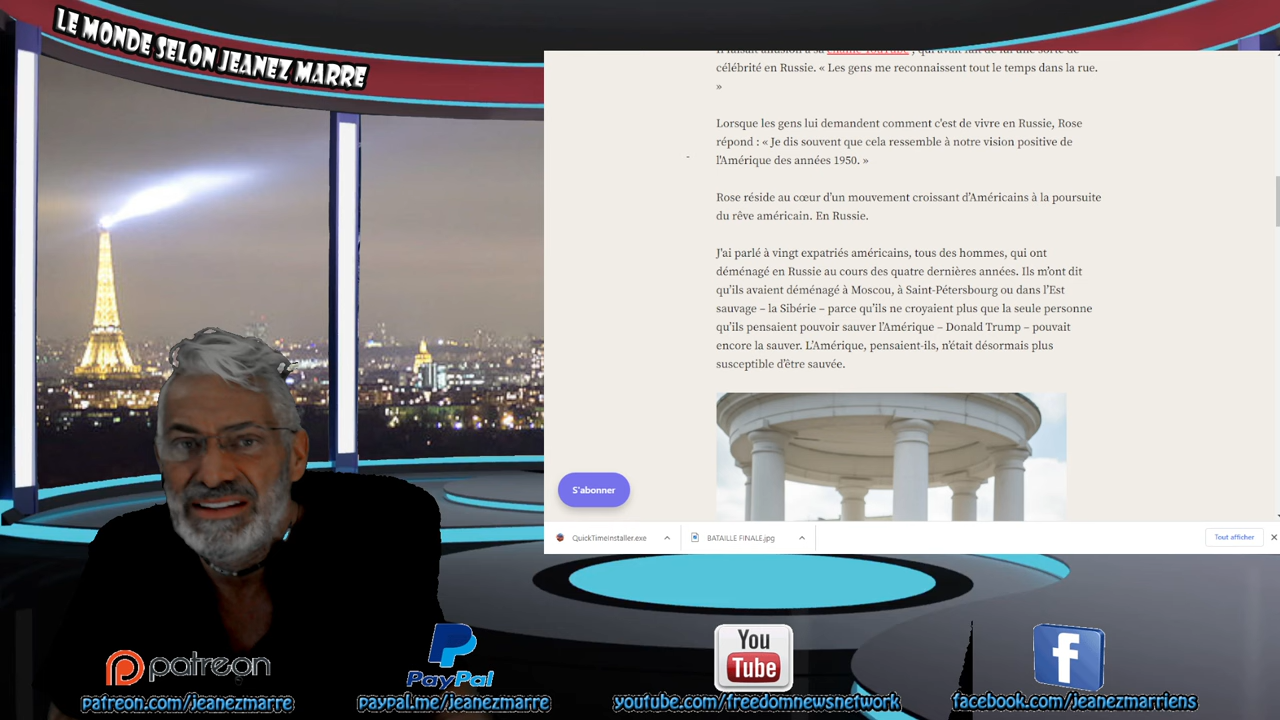 LE MONDE SELON JEANEZ MARRE
célébrité en Russie. « Les gens me reconnaissent tout le temps dans la rue.
»
Lorsque les gens lui demandent comment c'est de vivre en Russie, Rose
répond : « Je dis souvent que cela ressemble à notre vision positive de
l'Amérique des années 1950. »
Rose réside au cœur d'un mouvement croissant d'Américains à la poursuite
du rêve américain. En Russie.
J'ai parlé à vingt expatriés américains, tous des hommes, qui ont
déménagé en Russie au cours des quatre dernières années. Ils m'ont dit
qu'ils avaient déménagé à Moscou, à Saint-Pétersbourg ou dans l'Est
sauvage – la Sibérie – parce qu'ils ne croyaient plus que la seule personne
qu'ils pensaient pouvoir sauver l'Amérique – Donald Trump – pouvait
encore la sauver. L'Amérique, pensaient-ils, n'était désormais plus
susceptible d'être sauvée.
S'abonner
QuickTimeInstaller.exe
BATAILLE FINALE.jpg
Tout afficher
patreon
PayPal
You
Tube
patreon.com/jeanezmarre
paypal.me/jeanezmarre
youtube.com/freedomnewsnetwork
facebook.com/jeanezmarriens